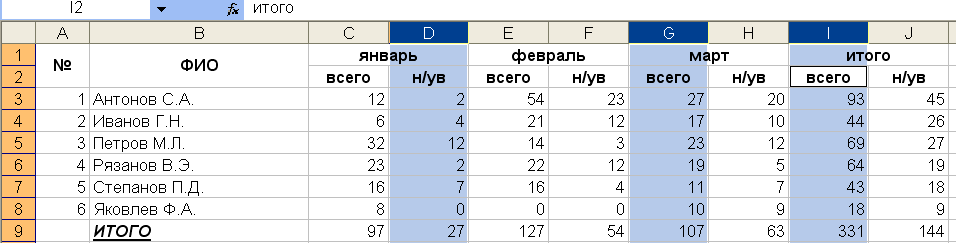 I2 fx итого
A B C D E F G H I J
1 № ФИО январь февраль март итого
2 всего н/ув всего н/ув всего н/ув всего н/ув
3 1 Антонов С.А. 12 2 54 23 27 20 93 45
4 2 Иванов Г.Н. 6 4 21 12 17 10 44 26
5 3 Петров М.Л. 32 12 14 3 23 12 69 27
6 4 Рязанов В.Э. 23 2 22 12 19 5 64 19
7 5 Степанов П.Д. 16 7 16 4 11 7 43 18
8 6 Яковлев Ф.А. 8 0 0 0 10 9 18 9
9 ИТОГО 97 27 127 54 107 63 331 144